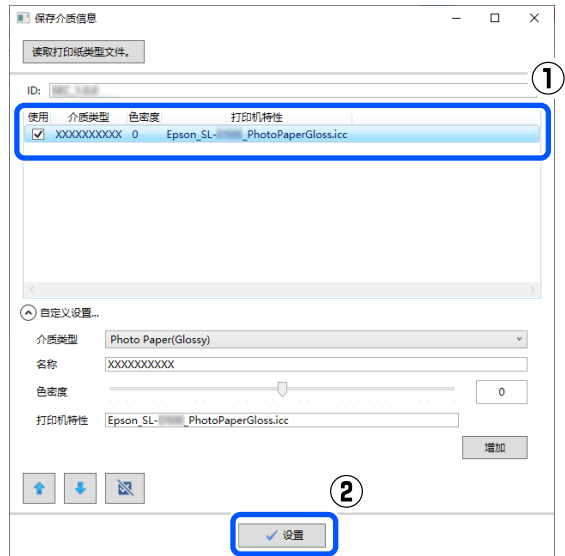 保存介质信息
读取打印纸类型文件。
①
ID:
使用 介质类型 色密度 打印机特性
XXXXXXXXXX 0 Epson_SL- _PhotoPaperGloss.icc
自定义设置...
介质类型 Photo Paper(Glossy)
名称 XXXXXXXXXX
色密度 0
打印机特性 Epson_SL- _PhotoPaperGloss.icc
增加
②
设置